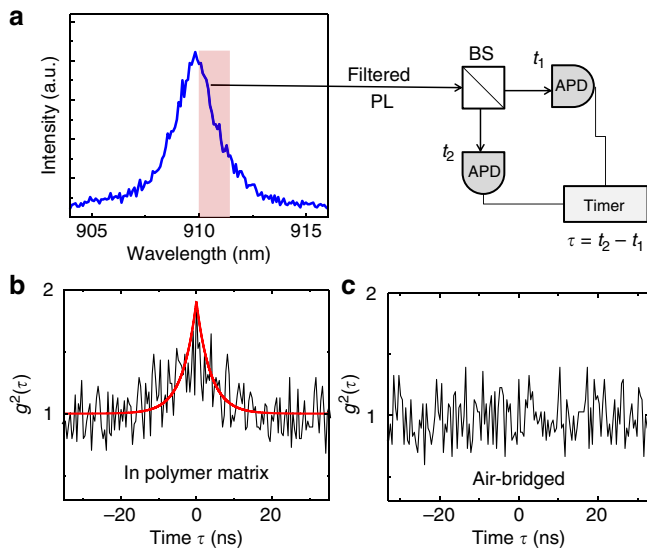 a
Intensity (a.u.)
905
910
915
Wavelength (nm)
Filtered
PL
BS
t1
APD
t2
APD
Timer
τ = t2 − t1
b
2
1
g2(τ)
In polymer matrix
−20
0
20
Time τ (ns)
c
2
1
g2(τ)
Air-bridged
−20
0
20
Time τ (ns)